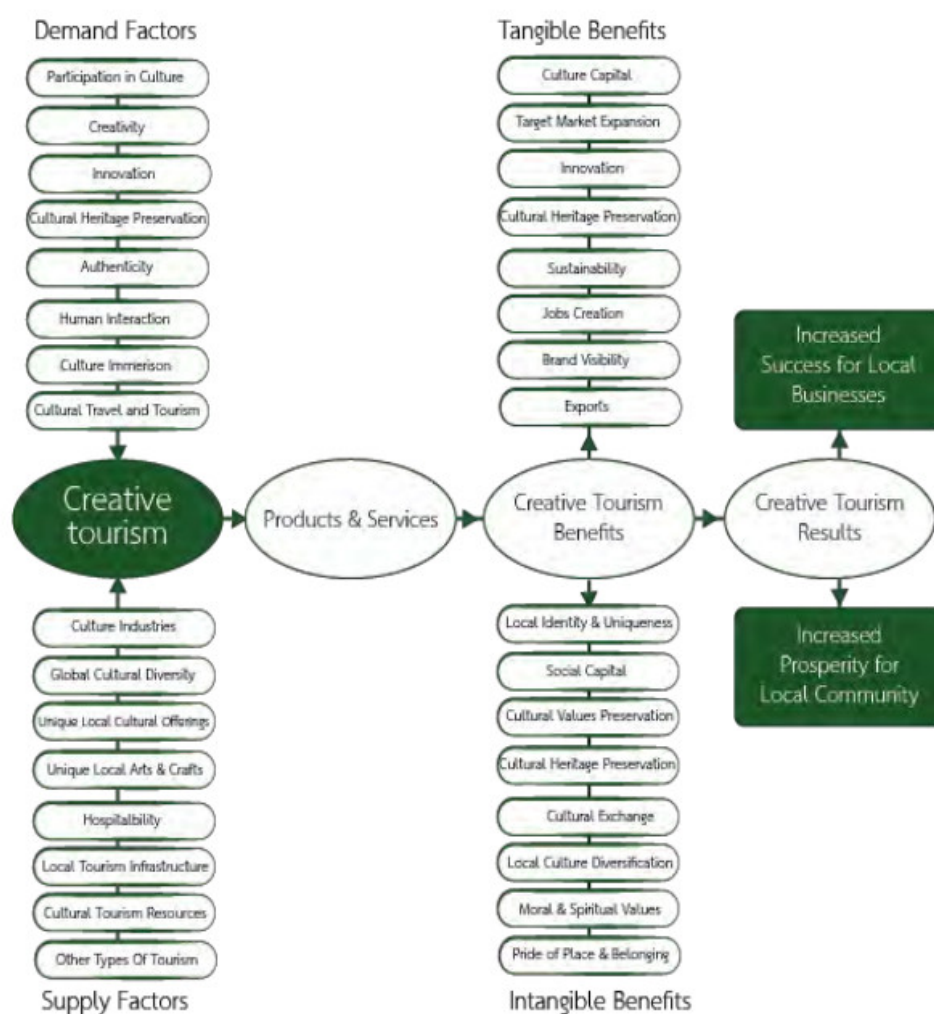 Demand Factors
Participation in Culture
Creativity
Innovation
Cultural Heritage Preservation
Authenticity
Human Interaction
Culture Immerison
Cultural Travel and Tourism
Creative
tourism
Culture Industries
Global Cultural Diversity
Unique Local Cultural Offerings
Unique Local Arts & Crafts
Hospitalbility
Local Tourism Infrastructure
Cultural Tourism Resources
Other Types Of Tourism
Supply Factors
Products & Services
Tangible Benefits
Culture Capital
Target Market Expansion
Innovation
Cultural Heritage Preservation
Sustainability
Jobs Creation
Brand Visibility
Exports
Creative Tourism
Benefits
Local Identity & Uniqueness
Social Capital
Cultural Values Preservation
Cultural Heritage Preservation
Cultural Exchange
Local Culture Diversification
Moral & Spiritual Values
Pride of Place & Belonging
Intangible Benefits
Increased
Success for Local
Businesses
Creative Tourism
Results
Increased
Prosperity for
Local Community